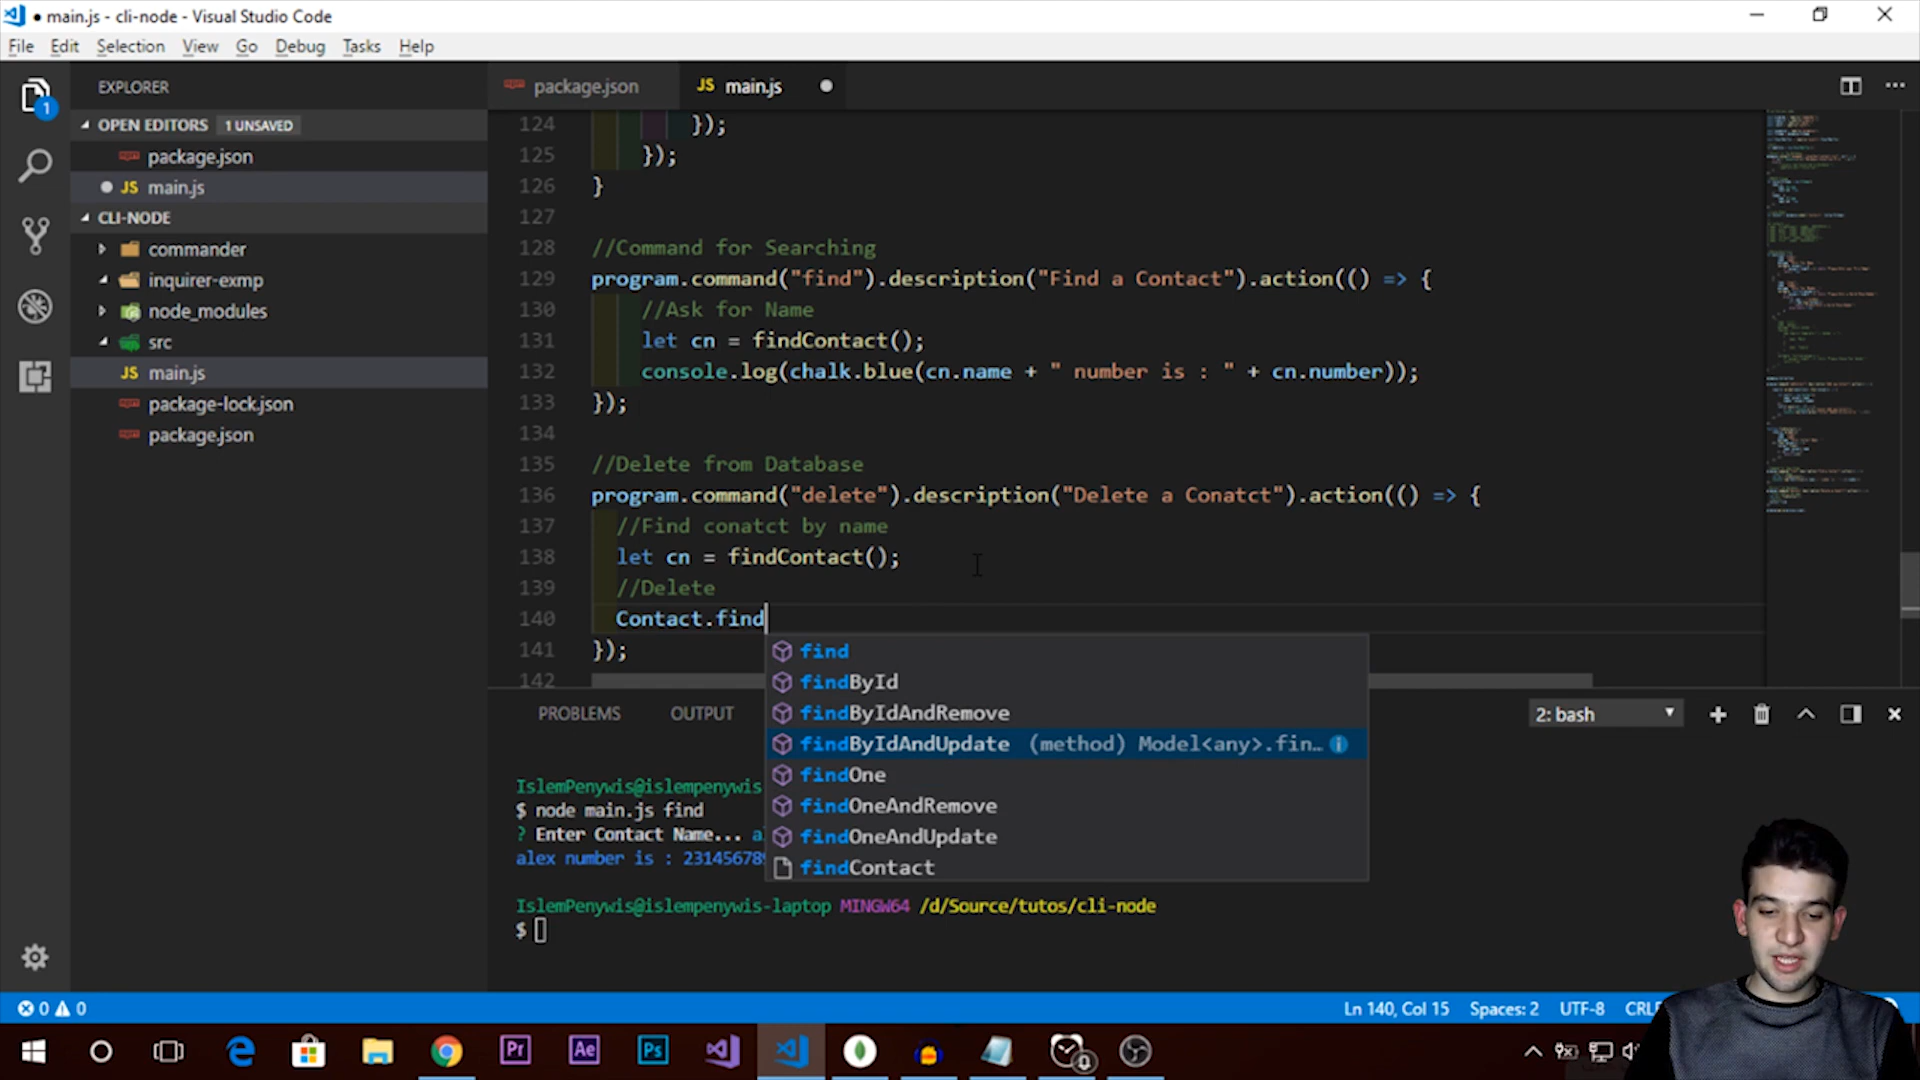 main.js - cli-node - Visual Studio Code
File Edit Selection View Go Debug Tasks Help
EXPLORER
1
OPEN EDITORS 1 UNSAVED
package.json
JS main.js
CLI-NODE
commander
inquirer-exmp
node_modules
src
JS main.js
package-lock.json
package.json
package.json JS main.js
124 });
125 });
126 }
127
128 //Command for Searching
129 program.command("find").description("Find a Contact").action(() => {
130 //Ask for Name
131 let cn = findContact();
132 console.log(chalk.blue(cn.name + " number is : " + cn.number));
133 });
134
135 //Delete from Database
136 program.command("delete").description("Delete a Conatct").action(() => {
137 //Find conatct by name
138 let cn = findContact();
139 //Delete
140 Contact.find
141 });
142
find
findById
findByIdAndRemove
findByIdAndUpdate (method) Model<any>.fin...
findOne
findOneAndRemove
findOneAndUpdate
findContact
PROBLEMS OUTPUT
2: bash
IslemPenywis@islempenywis
$ node main.js find
? Enter Contact Name...
alex number is :
IslemPenywis@islempenywis-laptop MINGW64 /d/Source/tutos/cli-node
$
0 0
Ln 140, Col 15 Spaces: 2 UTF-8
Pr Ae Ps